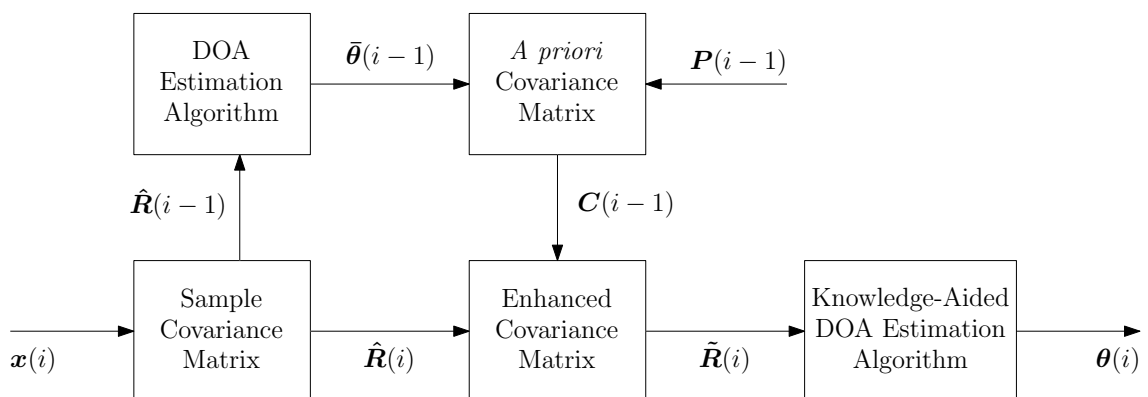 DOA
Estimation
Algorithm
θ̄(i − 1)
A priori
Covariance
Matrix
P(i − 1)
R̂(i − 1)
C(i − 1)
x(i)
Sample
Covariance
Matrix
R̂(i)
Enhanced
Covariance
Matrix
R̃(i)
Knowledge-Aided
DOA Estimation
Algorithm
θ(i)